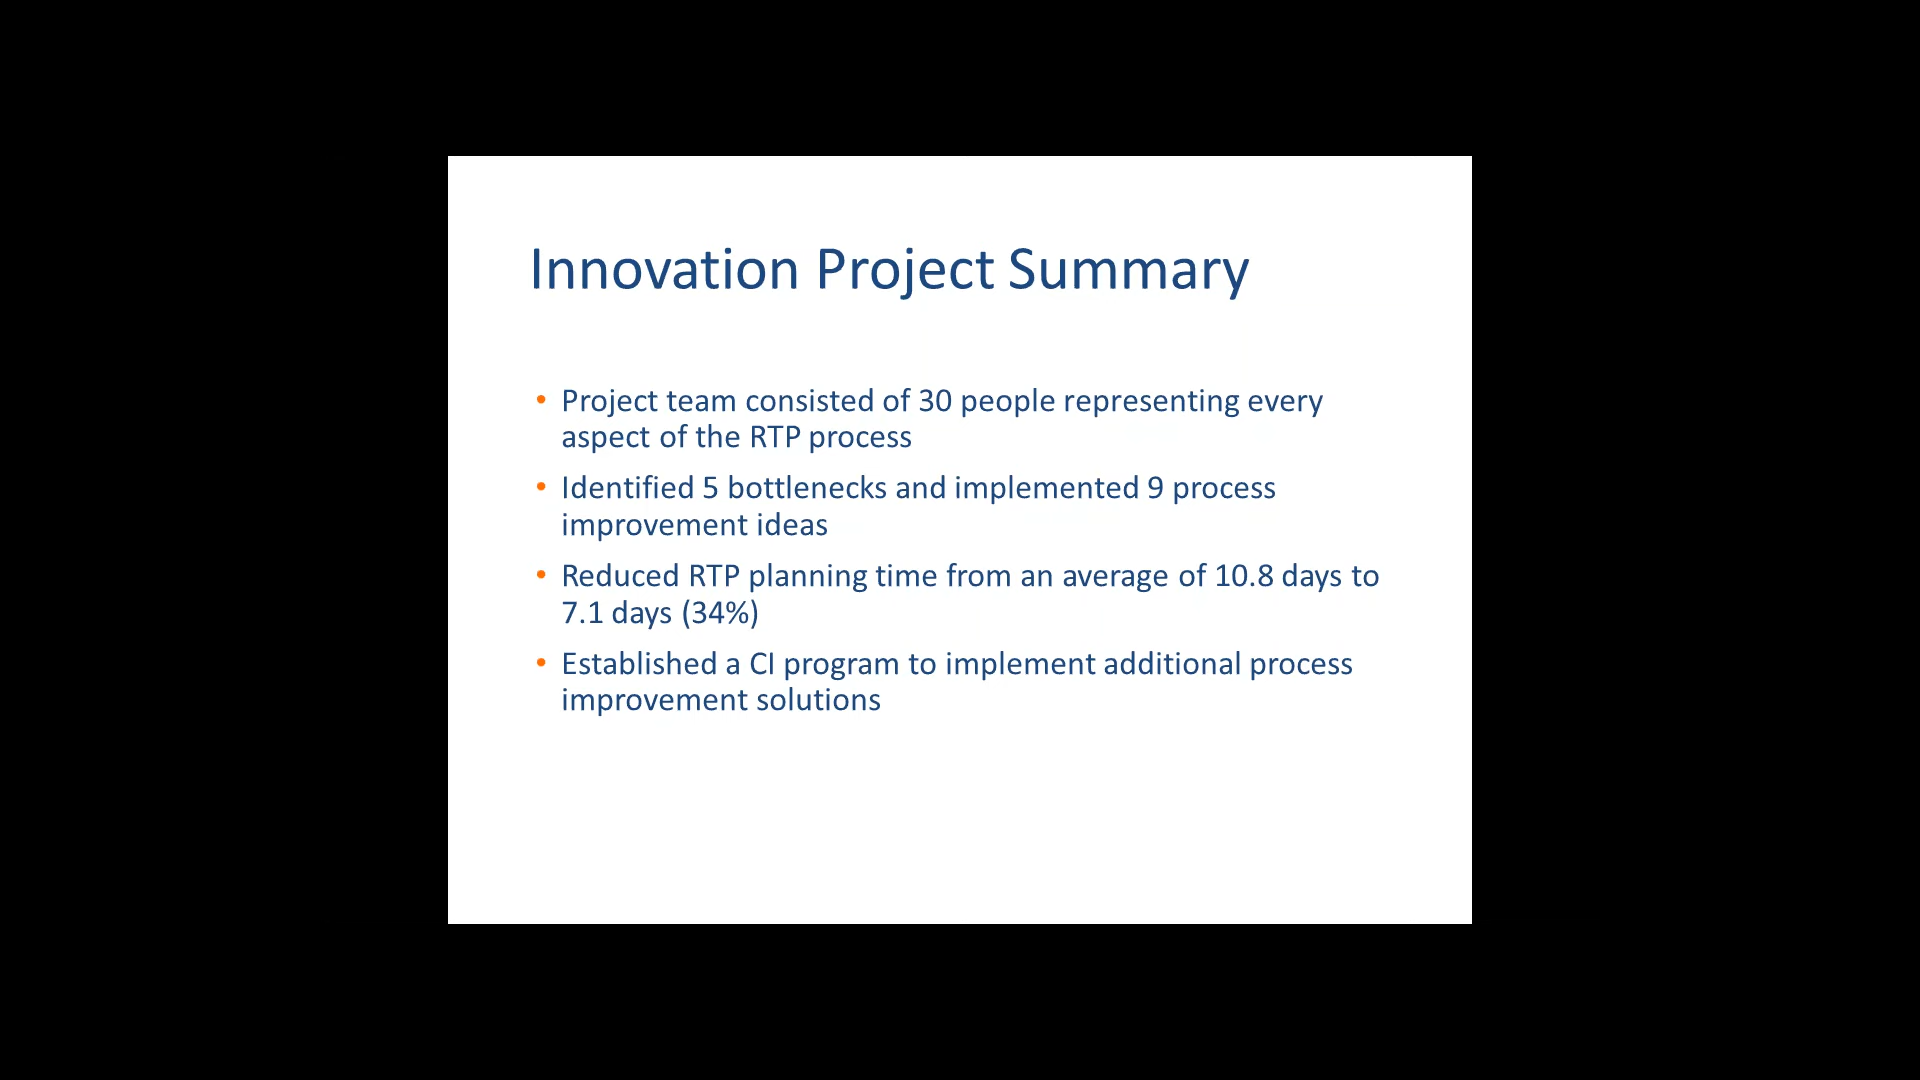 Innovation Project Summary
• Project team consisted of 30 people representing every
aspect of the RTP process
• Identified 5 bottlenecks and implemented 9 process
improvement ideas
• Reduced RTP planning time from an average of 10.8 days to
7.1 days (34%)
• Established a CI program to implement additional process
improvement solutions